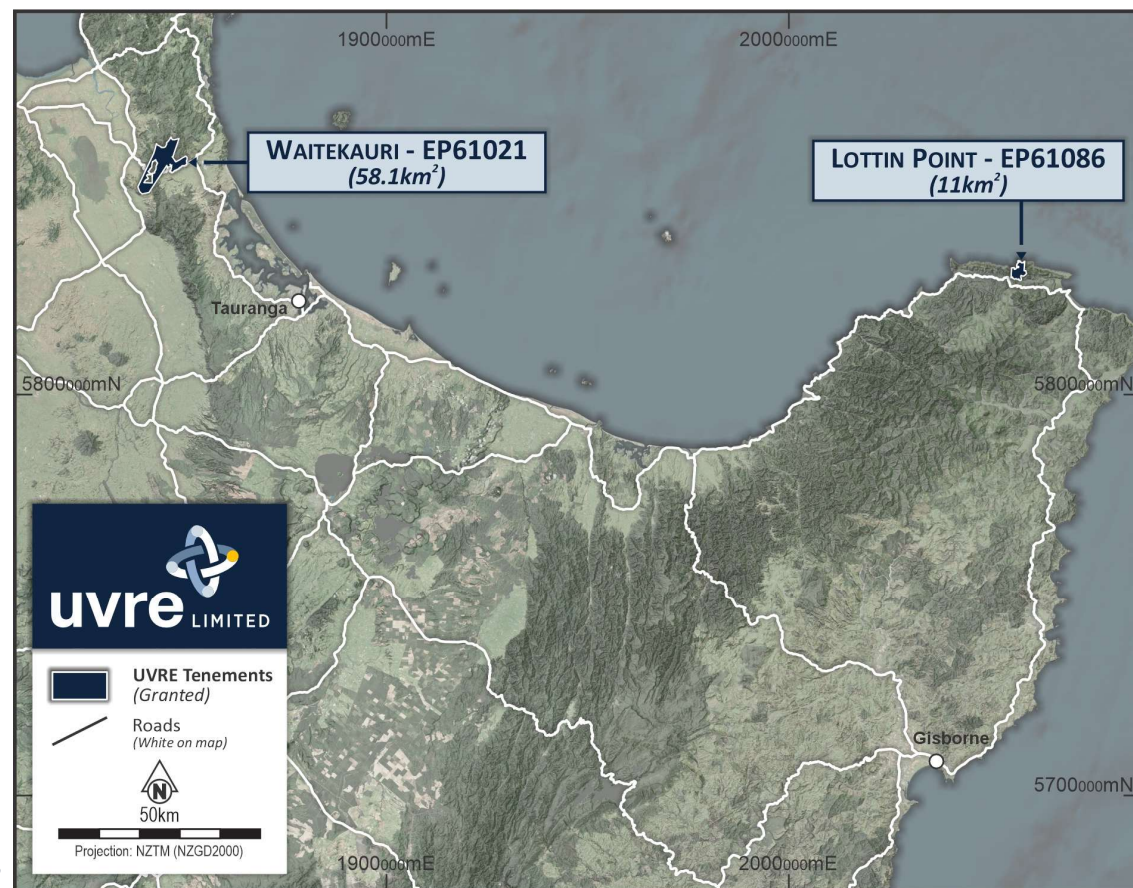 1900000mE
2000000mE
WAITEKAURI - EP61021
(58.1km²)
LOTTIN POINT - EP61086
(11km²)
Tauranga
5800000mN
5800000mN
uvre LIMITED
UVRE Tenements
(Granted)
Roads
(White on map)
N
50km
Projection: NZTM (NZGD2000)
Gisborne
5700000mN
1900000mE
2000000mE